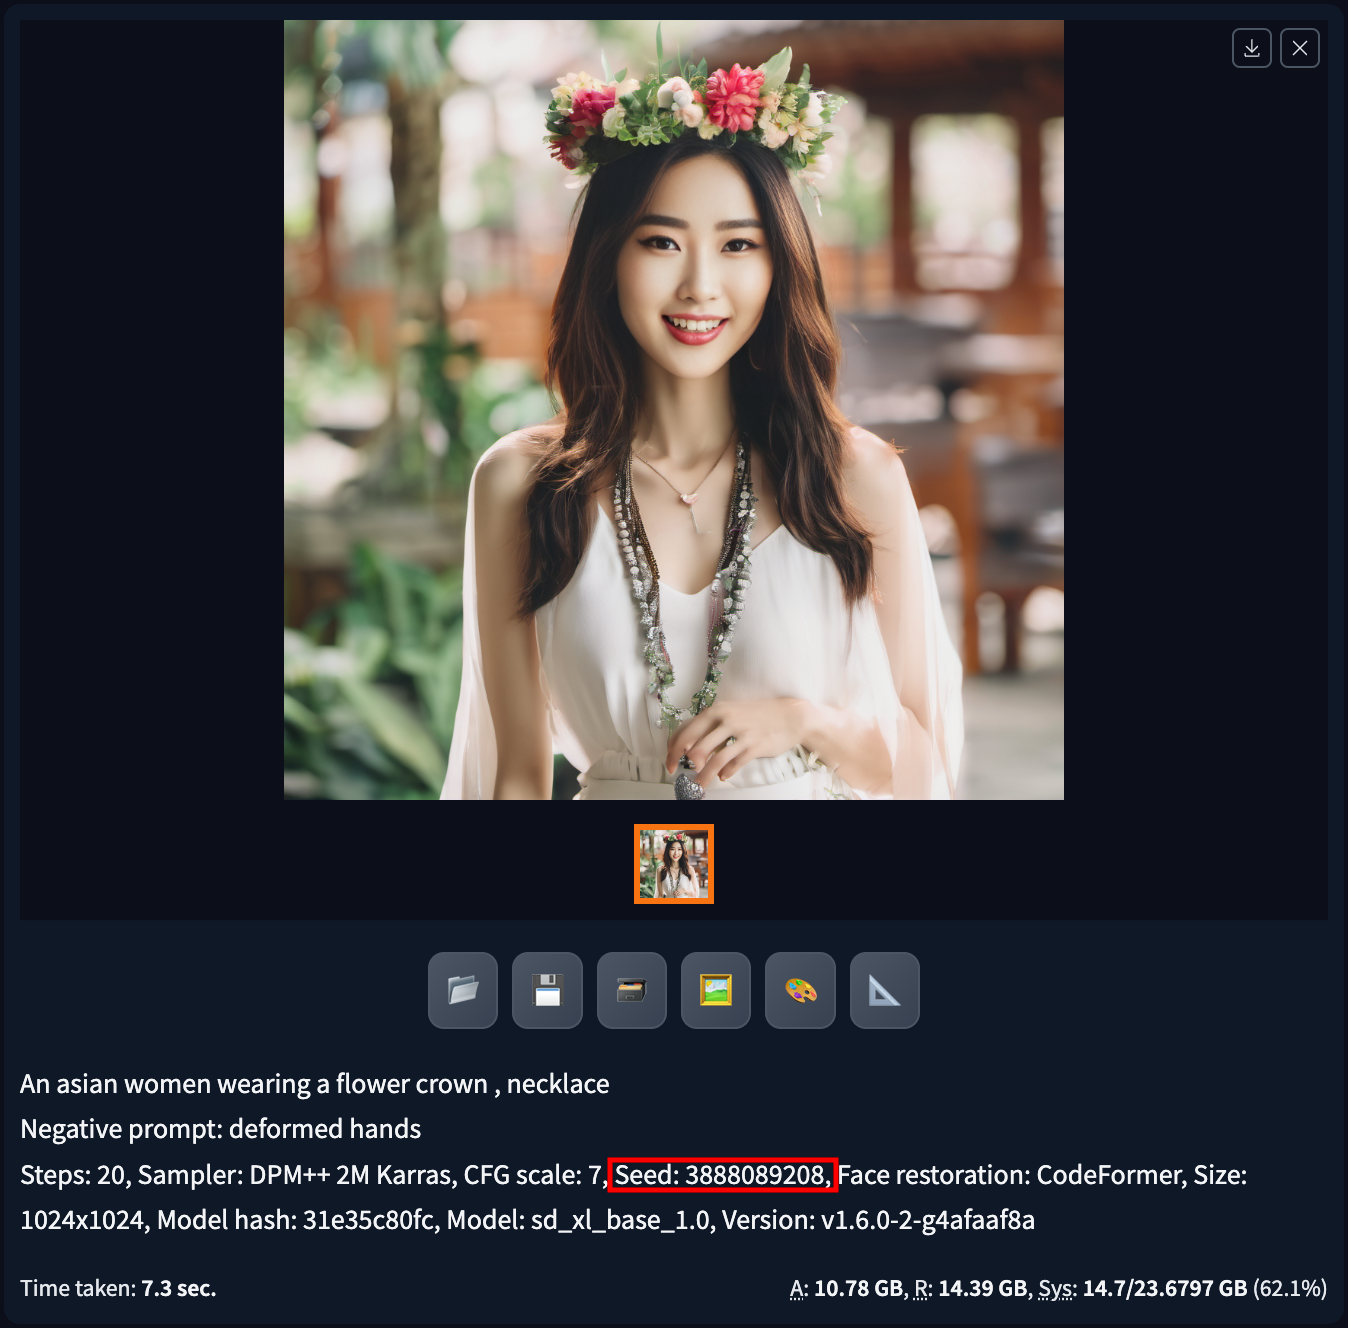 An asian women wearing a flower crown , necklace
Negative prompt: deformed hands
Steps: 20, Sampler: DPM++ 2M Karras, CFG scale: 7, Seed: 3888089208, Face restoration: CodeFormer, Size:
1024x1024, Model hash: 31e35c80fc, Model: sd_xl_base_1.0, Version: v1.6.0-2-g4afaaf8a
Time taken: 7.3 sec.
A: 10.78 GB, R: 14.39 GB, Sys: 14.7/23.6797 GB (62.1%)